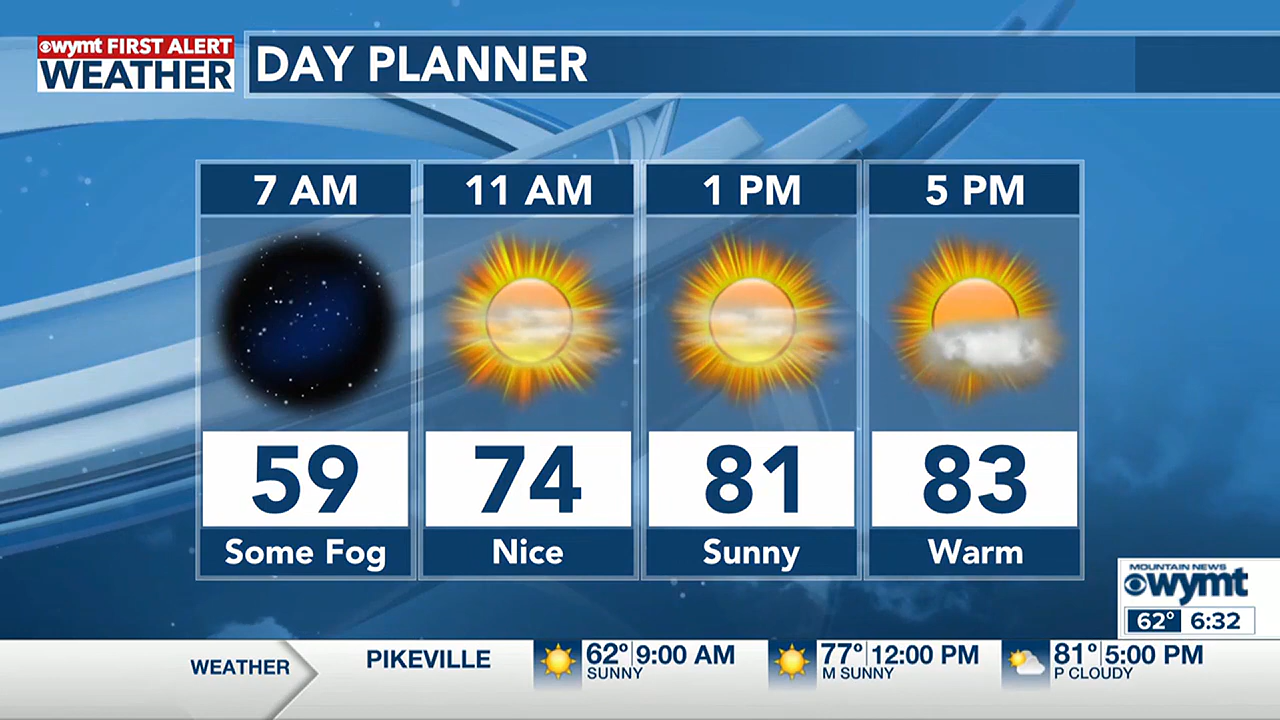 wymt FIRST ALERT
WEATHER
DAY PLANNER
7 AM
11 AM
1 PM
5 PM
59
74
81
83
Some Fog
Nice
Sunny
Warm
MOUNTAIN NEWS
wymt
62° 6:32
WEATHER
PIKEVILLE
62° 9:00 AM
SUNNY
77° 12:00 PM
M SUNNY
81° 5:00 PM
P CLOUDY